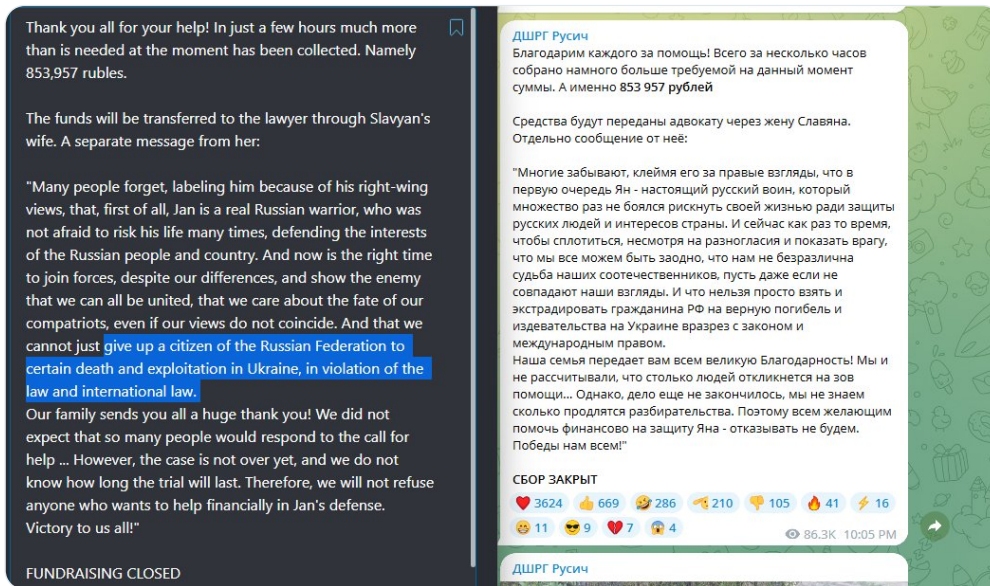 Thank you all for your help! In just a few hours much more
than is needed at the moment has been collected. Namely
853,957 rubles.
The funds will be transferred to the lawyer through Slavyan's
wife. A separate message from her:
"Many people forget, labeling him because of his right-wing
views, that, first of all, Jan is a real Russian warrior, who was
not afraid to risk his life many times, defending the interests
of the Russian people and country. And now is the right time
to join forces, despite our differences, and show the enemy
that we can all be united, that we care about the fate of our
compatriots, even if our views do not coincide. And that we
cannot just give up a citizen of the Russian Federation to
certain death and exploitation in Ukraine, in violation of the
law and international law.
Our family sends you all a huge thank you! We did not
expect that so many people would respond to the call for
help ... However, the case is not over yet, and we do not
know how long the trial will last. Therefore, we will not refuse
anyone who wants to help financially in Jan's defense.
Victory to us all!"
FUNDRAISING CLOSED
ДШРГ Русич
Благодарим каждого за помощь! Всего за несколько часов
собрано намного больше требуемой на данный момент
суммы. А именно 853 957 рублей
Средства будут переданы адвокату через жену Славяна.
Отдельно сообщение от неё:
"Многие забывают, клеймя его за правые взгляды, что в
первую очередь Ян - настоящий русский воин, который
множество раз не боялся рискнуть своей жизнью ради защиты
русских людей и интересов страны. И сейчас как раз то время,
чтобы сплотиться, несмотря на разногласия и показать врагу,
что мы все можем быть заодно, что нам не безразлична
судьба наших соотечественников, пусть даже если не
совпадают наши взгляды. И что нельзя просто взять и
экстрадировать гражданина РФ на верную погибель и
издевательства на Украине вразрез с законом и
международным правом.
Наша семья передает вам всем великую Благодарность! Мы и
не рассчитывали, что столько людей откликнется на зов
помощи... Однако, дело еще не закончилось, мы не знаем
сколько продлятся разбирательства. Поэтому всем желающим
помочь финансово на защиту Яна - отказывать не будем.
Победы нам всем!"
СБОР ЗАКРЫТ
3624 669 286 210 105 41 16
11 9 7 4
86.3K 10:05 PM
ДШРГ Русич